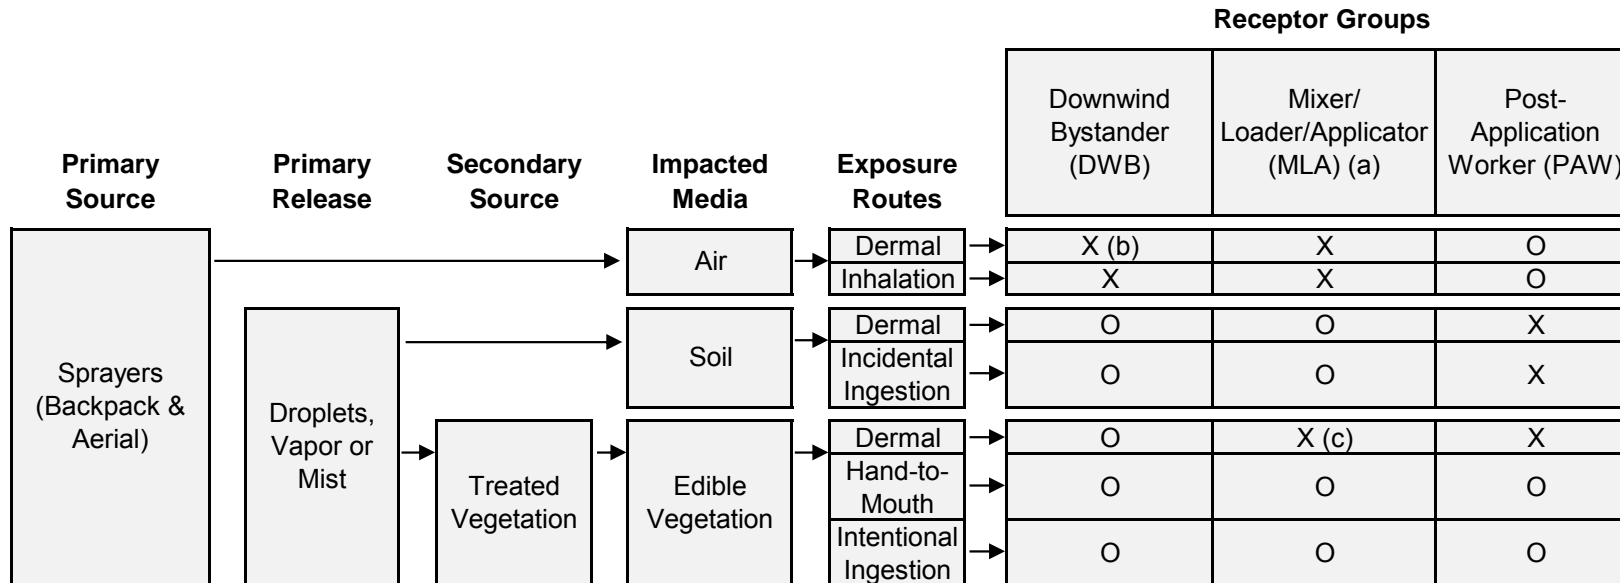 Receptor Groups
Downwind
Bystander
(DWB)
Mixer/
Loader/Applicator
(MLA) (a)
Post-
Application
Worker (PAW)
Primary
Source
Primary
Release
Secondary
Source
Impacted
Media
Exposure
Routes
Sprayers
(Backpack &
Aerial)
Droplets,
Vapor or
Mist
Treated
Vegetation
Air
Dermal
X (b)
X
O
Inhalation
X
X
O
Soil
Dermal
O
O
X
Incidental
Ingestion
O
O
X
Edible
Vegetation
Dermal
O
X (c)
X
Hand-to-
Mouth
O
O
O
Intentional
Ingestion
O
O
O